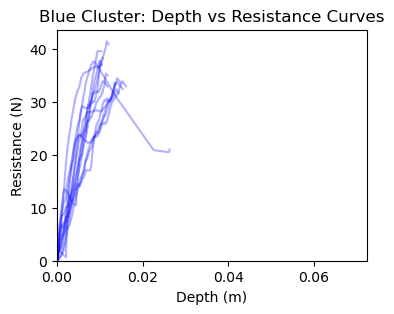 Blue Cluster: Depth vs Resistance Curves
Resistance (N)
40
30
20
10
0
0.00 0.02 0.04 0.06
Depth (m)